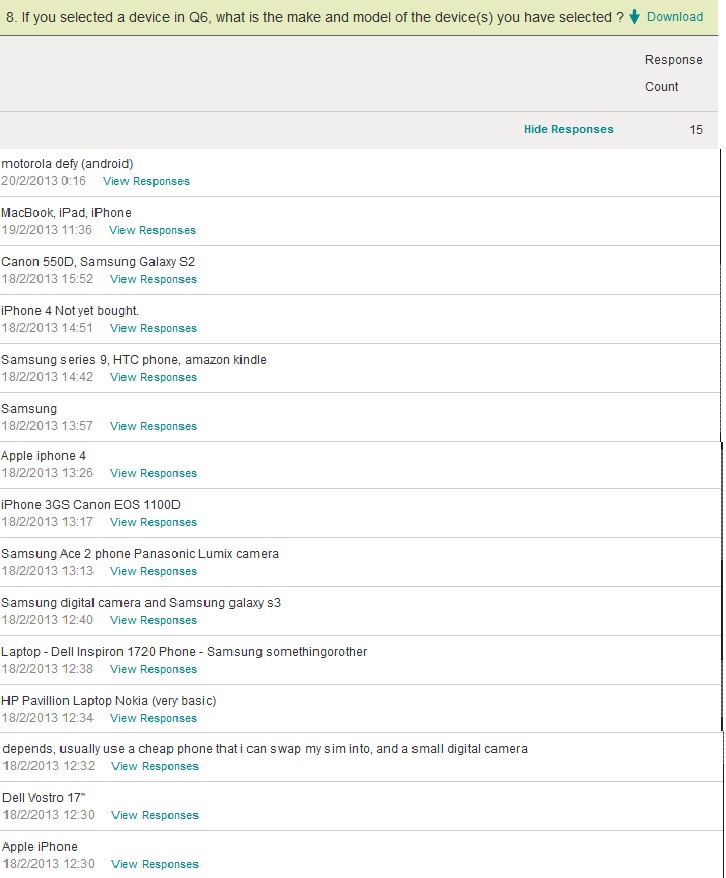 8. If you selected a device in Q6, what is the make and model of the device(s) you have selected ? Download
Response
Count
Hide Responses 15
motorola defy (android)
20/2/2013 0:16 View Responses
MacBook, iPad, iPhone
19/2/2013 11:36 View Responses
Canon 550D, Samsung Galaxy S2
18/2/2013 15:52 View Responses
iPhone 4 Not yet bought.
18/2/2013 14:51 View Responses
Samsung series 9, HTC phone, amazon kindle
18/2/2013 14:42 View Responses
Samsung
18/2/2013 13:57 View Responses
Apple iphone 4
18/2/2013 13:26 View Responses
iPhone 3GS Canon EOS 1100D
18/2/2013 13:17 View Responses
Samsung Ace 2 phone Panasonic Lumix camera
18/2/2013 13:13 View Responses
Samsung digital camera and Samsung galaxy s3
18/2/2013 12:40 View Responses
Laptop - Dell Inspiron 1720 Phone - Samsung somethingorother
18/2/2013 12:38 View Responses
HP Pavillion Laptop Nokia (very basic)
18/2/2013 12:34 View Responses
depends, usually use a cheap phone that i can swap my sim into, and a small digital camera
18/2/2013 12:32 View Responses
Dell Vostro 17"
18/2/2013 12:30 View Responses
Apple iPhone
18/2/2013 12:30 View Responses